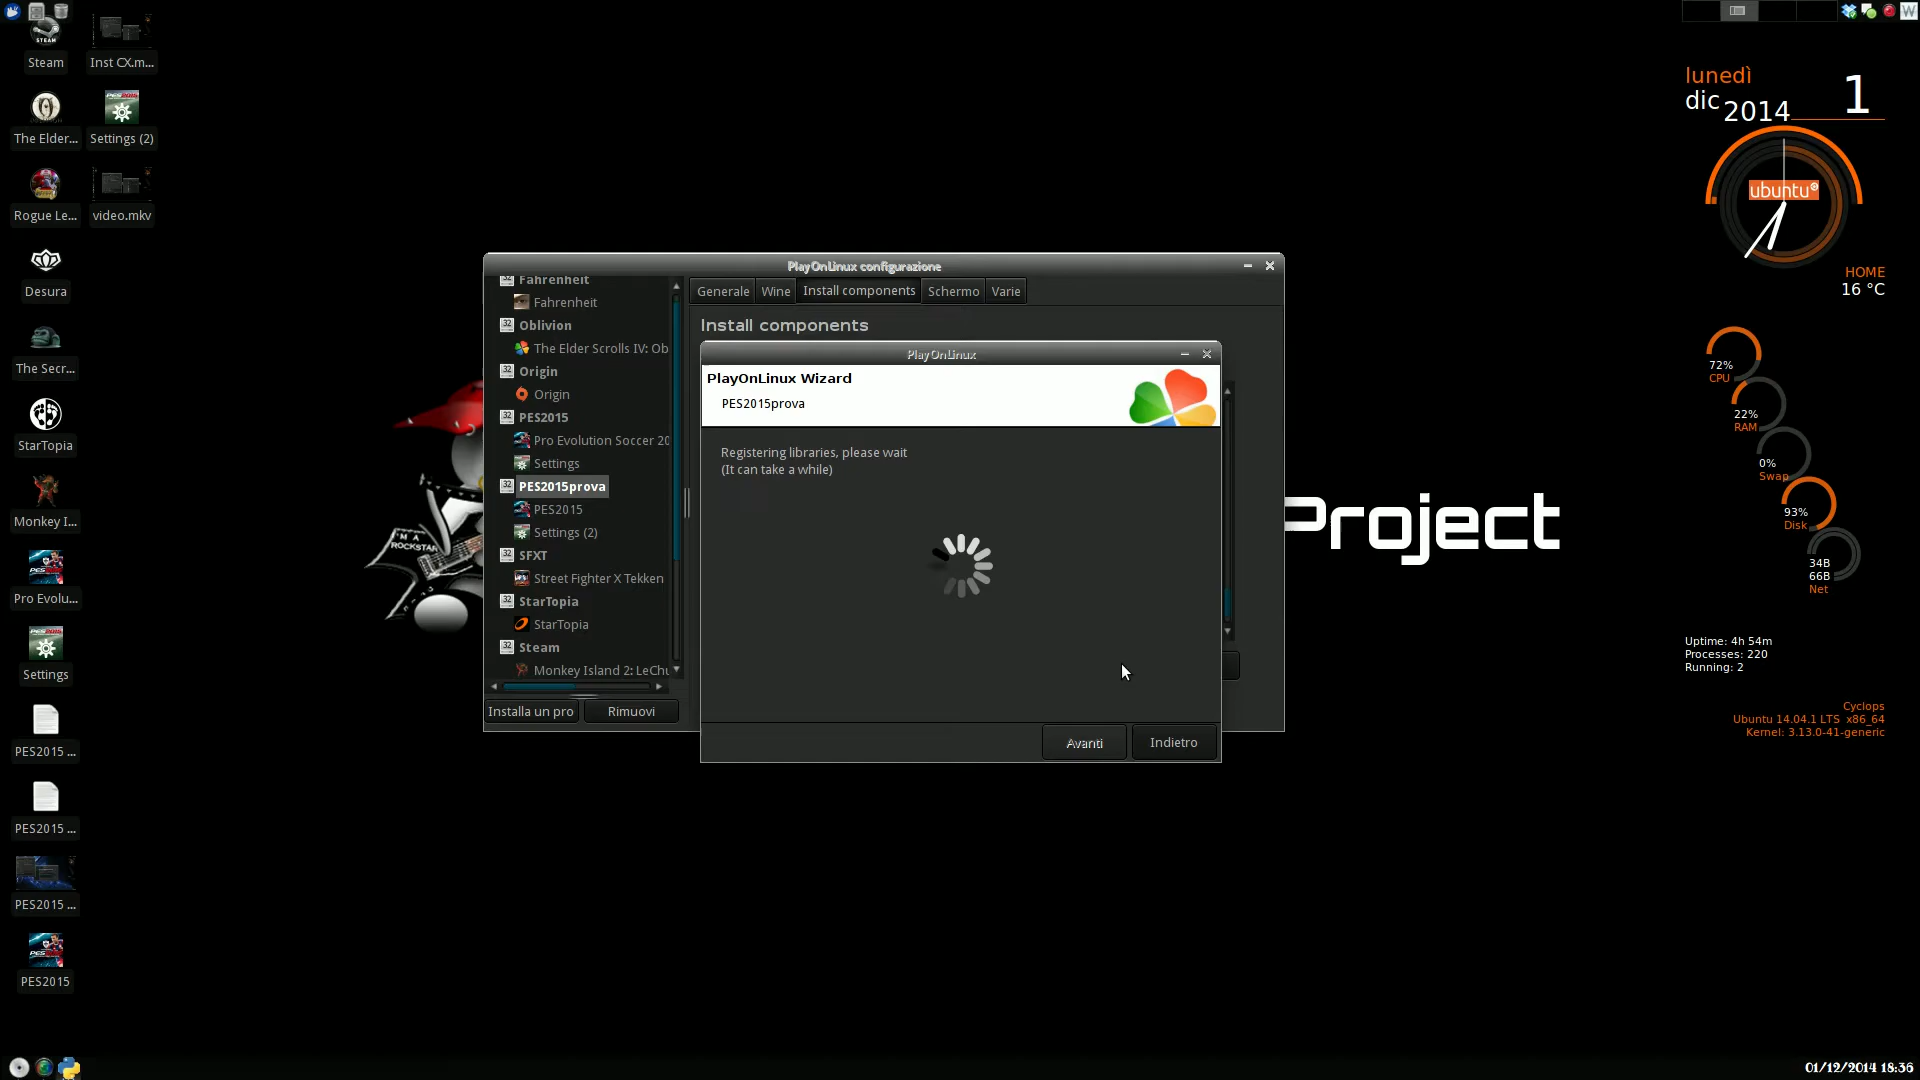 Steam
Inst CX.m...
The Elder...
Settings (2)
Rogue Le...
video.mkv
Desura
The Secr...
StarTopia
Monkey I...
Pro Evolu...
Settings
PES2015 ...
PES2015 ...
PES2015 ...
PES2015
PlayOnLinux configurazione
Fahrenheit
Fahrenheit
Oblivion
The Elder Scrolls IV: Ob
Origin
Origin
PES2015
Pro Evolution Soccer 20
Settings
PES2015prova
PES2015
Settings (2)
SFXT
Street Fighter X Tekken
StarTopia
StarTopia
Steam
Monkey Island 2: LeChu
Installa un pro
Rimuovi
Generale
Wine
Install components
Schermo
Varie
Install components
PlayOnLinux
PlayOnLinux Wizard
PES2015prova
Registering libraries, please wait
(It can take a while)
Avanti
Indietro
I'M A
ROCKSTAR
Project
lunedì
dic 2014 1
ubuntu
HOME
16 °C
72%
CPU
22%
RAM
0%
Swap
93%
Disk
34B
66B
Net
Uptime: 4h 54m
Processes: 220
Running: 2
Cyclops
Ubuntu 14.04.1 LTS x86_64
Kernel: 3.13.0-41-generic
01/12/2014 18:36